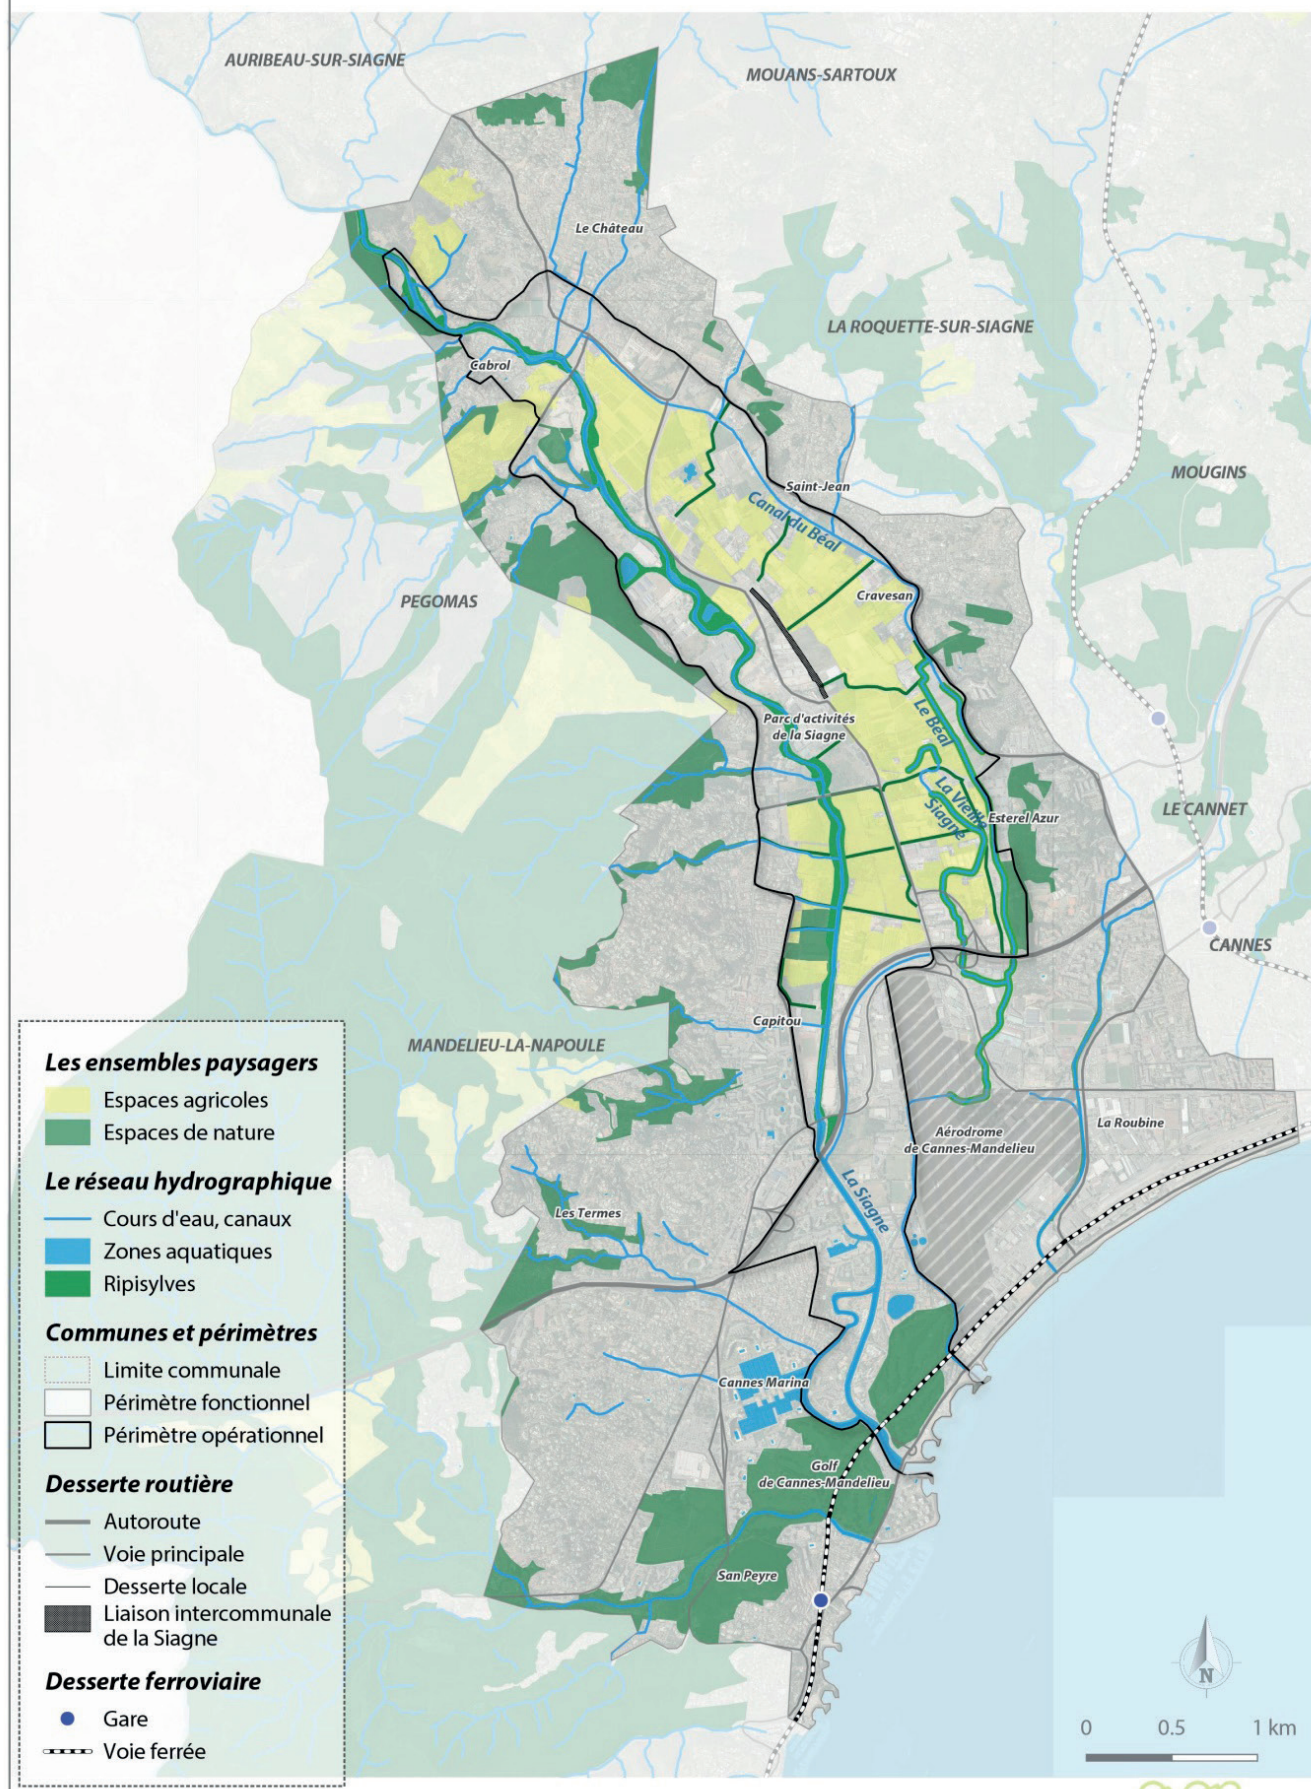 AURIBEAU-SUR-SIAGNE
MOUANS-SARTOUX
Le Château
LA ROQUETTE-SUR-SIAGNE
Cabrol
MOUGINS
Saint-Jean
Canal du Béal
Cravesan
PEGOMAS
Le Béal
Parc d'activités
de la Siagne
La Vieille
Siagne
Esterel Azur
LE CANNET
CANNES
Capitou
MANDELIEU-LA-NAPOULE
Aérodrome
de Cannes-Mandelieu
La Roubine
La Siagne
Les Termes
Cannes Marina
Golf
de Cannes-Mandelieu
San Peyre
Les ensembles paysagers
Espaces agricoles
Espaces de nature
Le réseau hydrographique
Cours d'eau, canaux
Zones aquatiques
Ripisylves
Communes et périmètres
Limite communale
Périmètre fonctionnel
Périmètre opérationnel
Desserte routière
Autoroute
Voie principale
Desserte locale
Liaison intercommunale
de la Siagne
Desserte ferroviaire
Gare
Voie ferrée
N
0 0.5 1 km